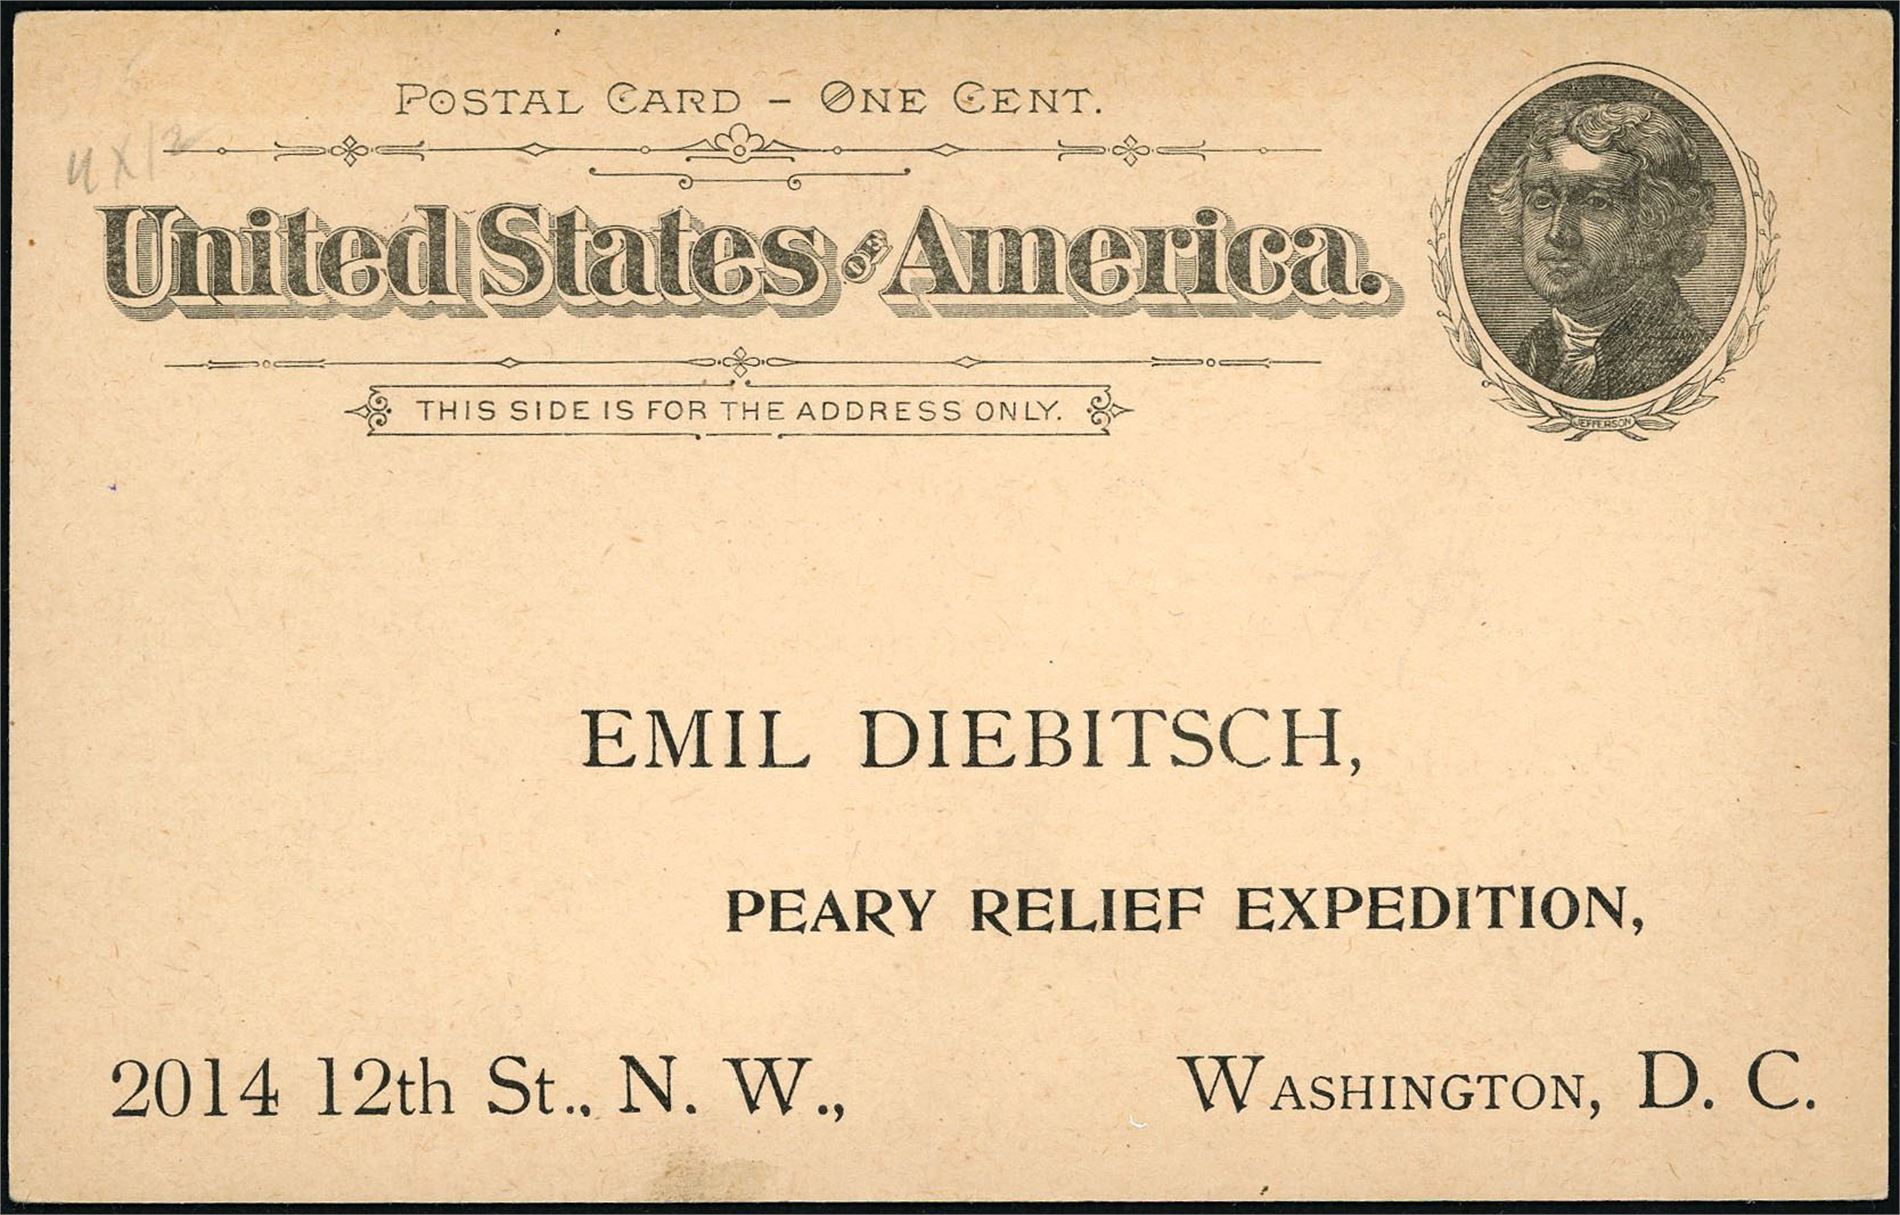 POSTAL CARD - ONE CENT.
UX12
United States OF America.
THIS SIDE IS FOR THE ADDRESS ONLY.
JEFFERSON
EMIL DIEBITSCH,
PEARY RELIEF EXPEDITION,
2014 12th St., N. W., WASHINGTON, D. C.